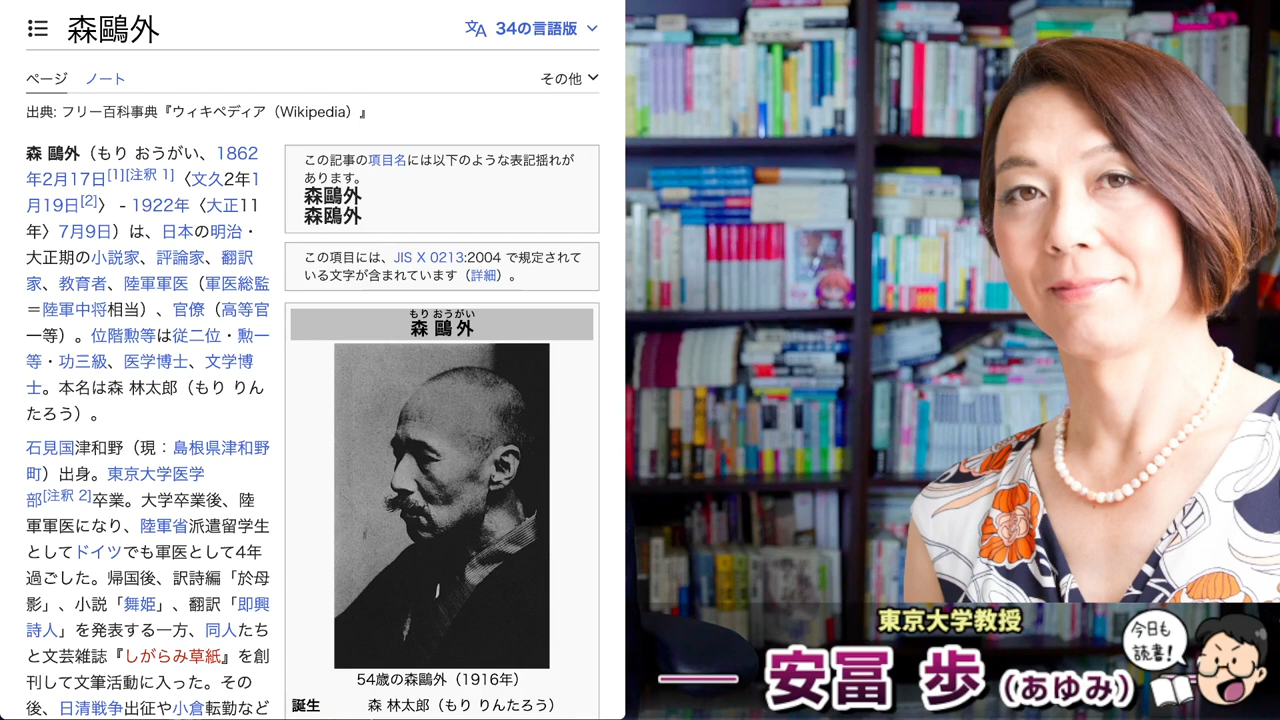 森鷗外
34の言語版
ページ ノート
その他
出典: フリー百科事典『ウィキペディア（Wikipedia）』
森 鷗外（もり おうがい、1862
年2月17日[1][注釈 1]〈文久2年1
月19日[2]〉 - 1922年〈大正11
年〉7月9日）は、日本の明治・
大正期の小説家、評論家、翻訳
家、教育者、陸軍軍医（軍医総監
＝陸軍中将相当）、官僚（高等官
一等）。位階勲等は従二位・勲一
等・功三級、医学博士、文学博
士。本名は森 林太郎（もり りん
たろう）。
石見国津和野（現：島根県津和野
町）出身。東京大学医学
部[注釈 2]卒業。大学卒業後、陸
軍軍医になり、陸軍省派遣留学生
としてドイツでも軍医として4年
過ごした。帰国後、訳詩編「於母
影」、小説「舞姫」、翻訳「即興
詩人」を発表する一方、同人たち
と文芸雑誌『しがらみ草紙』を創
刊して文筆活動に入った。その
後、日清戦争出征や小倉転勤など
この記事の項目名には以下のような表記揺れが
あります。
森鷗外
森鴎外
この項目には、JIS X 0213:2004 で規定されて
いる文字が含まれています（詳細）。
もり おうがい
森 鷗外
54歳の森鷗外（1916年）
誕生 森 林太郎（もり りんたろう）
東京大学教授
安冨 歩（あゆみ）
今日も
読書！